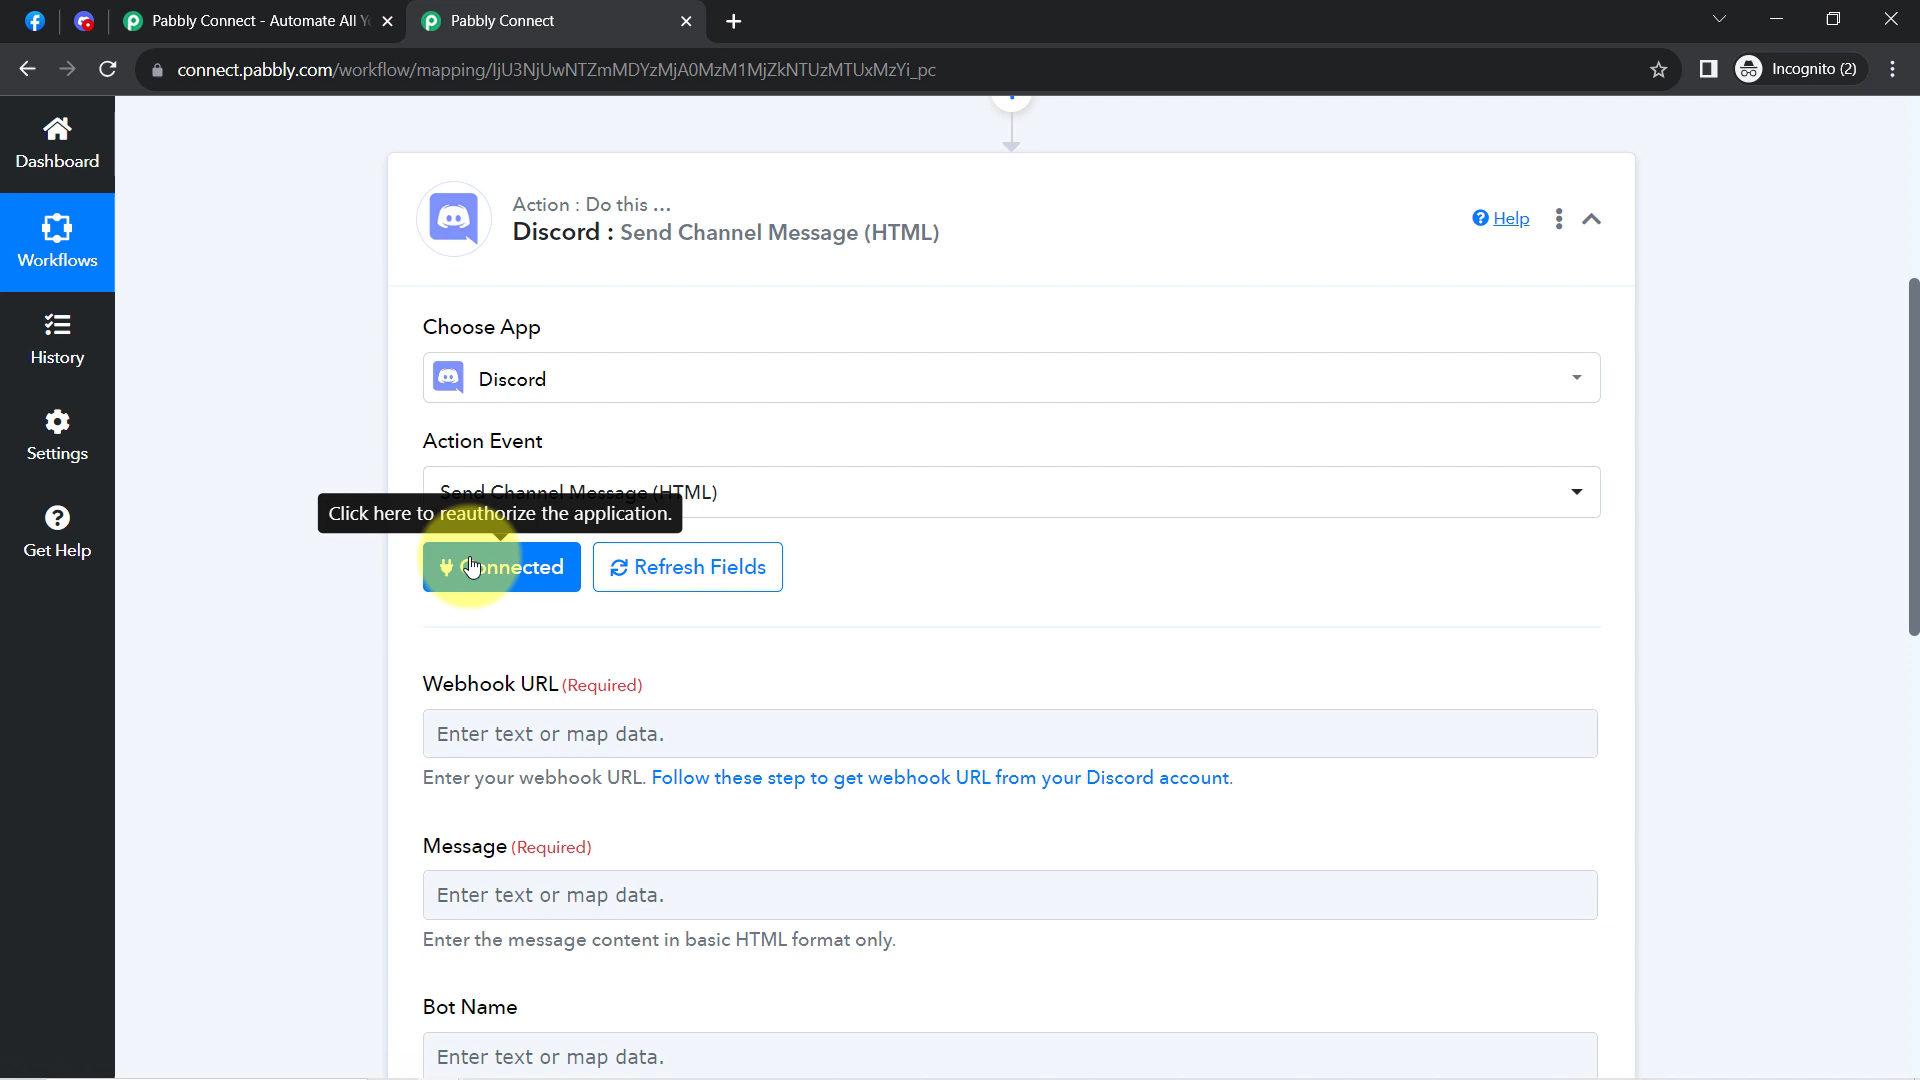 Pabbly Connect - Automate All Y
Pabbly Connect
connect.pabbly.com/workflow/mapping/IjU3NjUwNTZmMDYzMjA0MzM1MjZkNTUzMTUxMzYi_pc
Incognito (2)
Dashboard
Workflows
History
Settings
Get Help
Action : Do this ...
Discord : Send Channel Message (HTML)
Help
Choose App
Discord
Action Event
Send Channel Message (HTML)
Click here to reauthorize the application.
Connected
Refresh Fields
Webhook URL (Required)
Enter text or map data.
Enter your webhook URL. Follow these step to get webhook URL from your Discord account.
Message (Required)
Enter text or map data.
Enter the message content in basic HTML format only.
Bot Name
Enter text or map data.